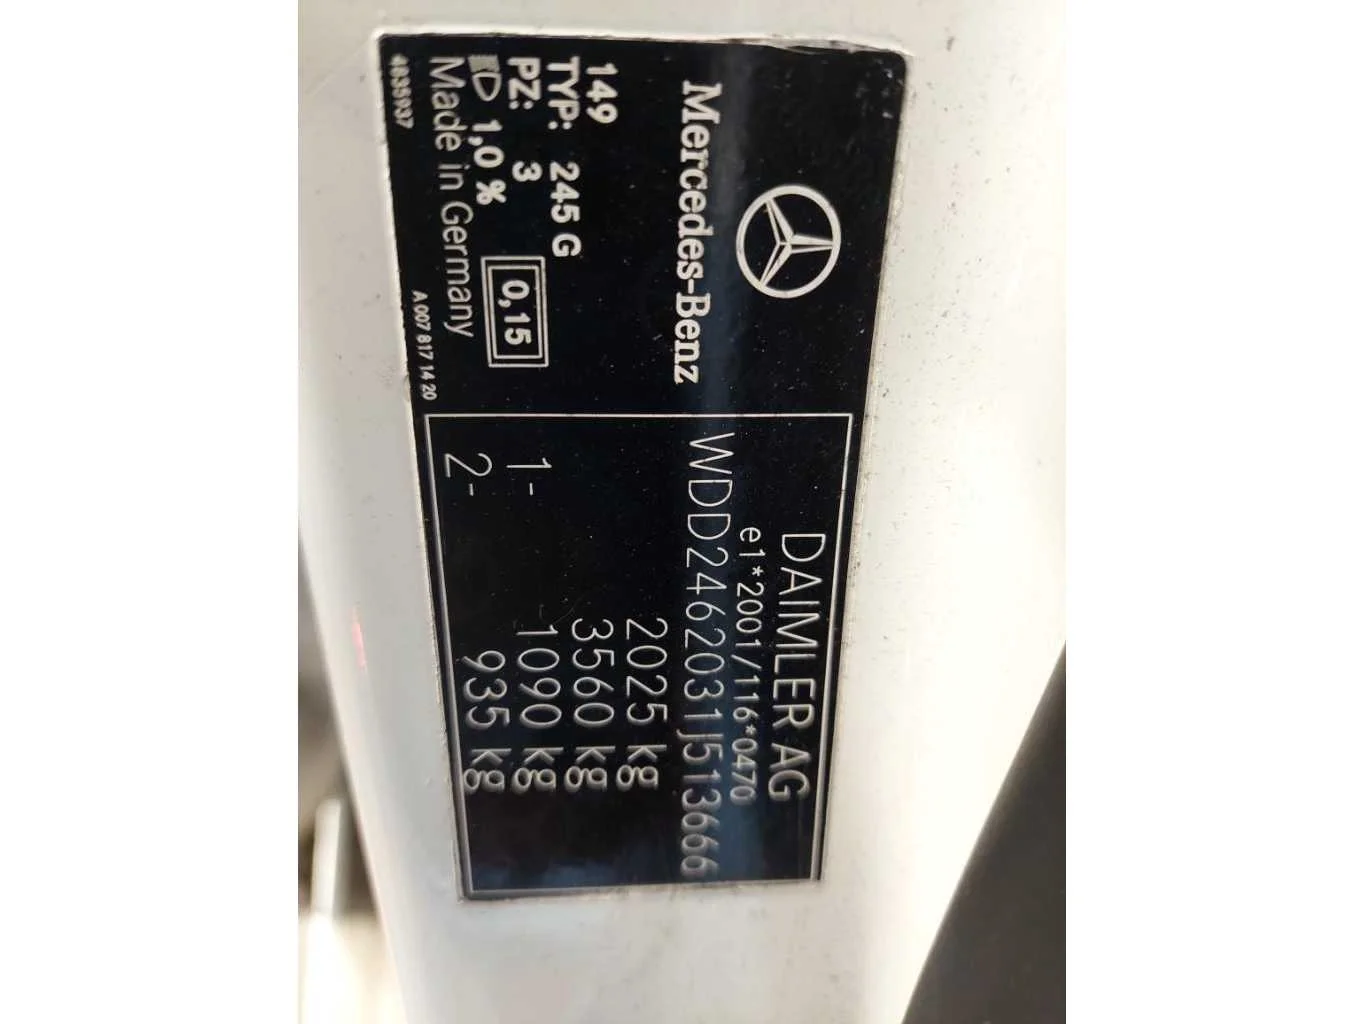 Mercedes-Benz
149
TYP: 245 G
PZ: 3
1,0 %
0,15
Made in Germany
4835937
A 007 817 14 20
DAIMLER AG
e1*2001/116*0470
WDD2462031J513666
2025 kg
3560 kg
1- 1090 kg
2- 935 kg